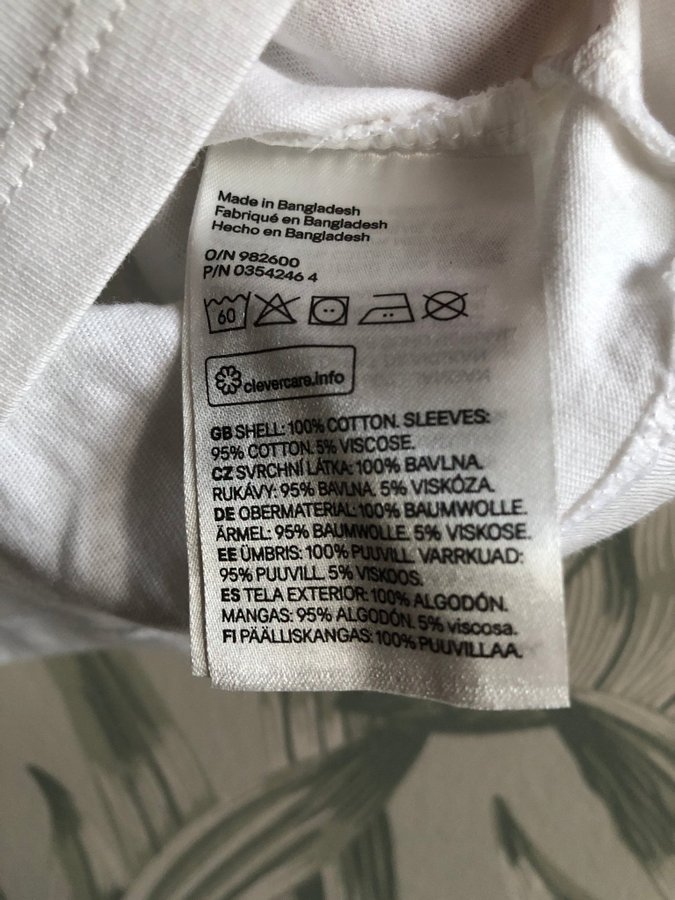 Made in Bangladesh
Fabriqué en Bangladesh
Hecho en Bangladesh
O/N 982600
P/N 0354246 4
60
clevercare.info
GB SHELL: 100% COTTON. SLEEVES:
95% COTTON. 5% VISCOSE.
CZ SVRCHNÍ LÁTKA: 100% BAVLNA.
RUKÁVY: 95% BAVLNA. 5% VISKÓZA.
DE OBERMATERIAL: 100% BAUMWOLLE.
ÄRMEL: 95% BAUMWOLLE. 5% VISKOSE.
EE ÜMBRIS: 100% PUUVILL. VARRKUAD:
95% PUUVILL. 5% VISKOOS.
ES TELA EXTERIOR: 100% ALGODÓN.
MANGAS: 95% ALGODÓN. 5% viscosa.
FI PÄÄLLISKANGAS: 100% PUUVILLAA.